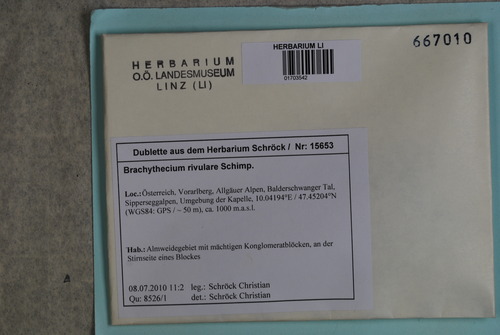 HERBARIUM
O.Ö. LANDESMUSEUM
LINZ (LI)
HERBARIUM LI
01703542
667010
Dublette aus dem Herbarium Schröck / Nr: 15653
Brachythecium rivulare Schimp.
Loc.:Österreich, Vorarlberg, Allgäuer Alpen, Balderschwanger Tal,
Sipperseggalpe, Umgebung der Kapelle, 10.04194°E / 47.45204°N
(WGS84: GPS / ~ 50 m), ca. 1000 m.a.s.l.
Hab.: Almweidegebiet mit mächtigen Konglomeratblöcken, an der
Stirnseite eines Blockes
08.07.2010 11:2 leg.: Schröck Christian
Qu: 8526/1 det.: Schröck Christian